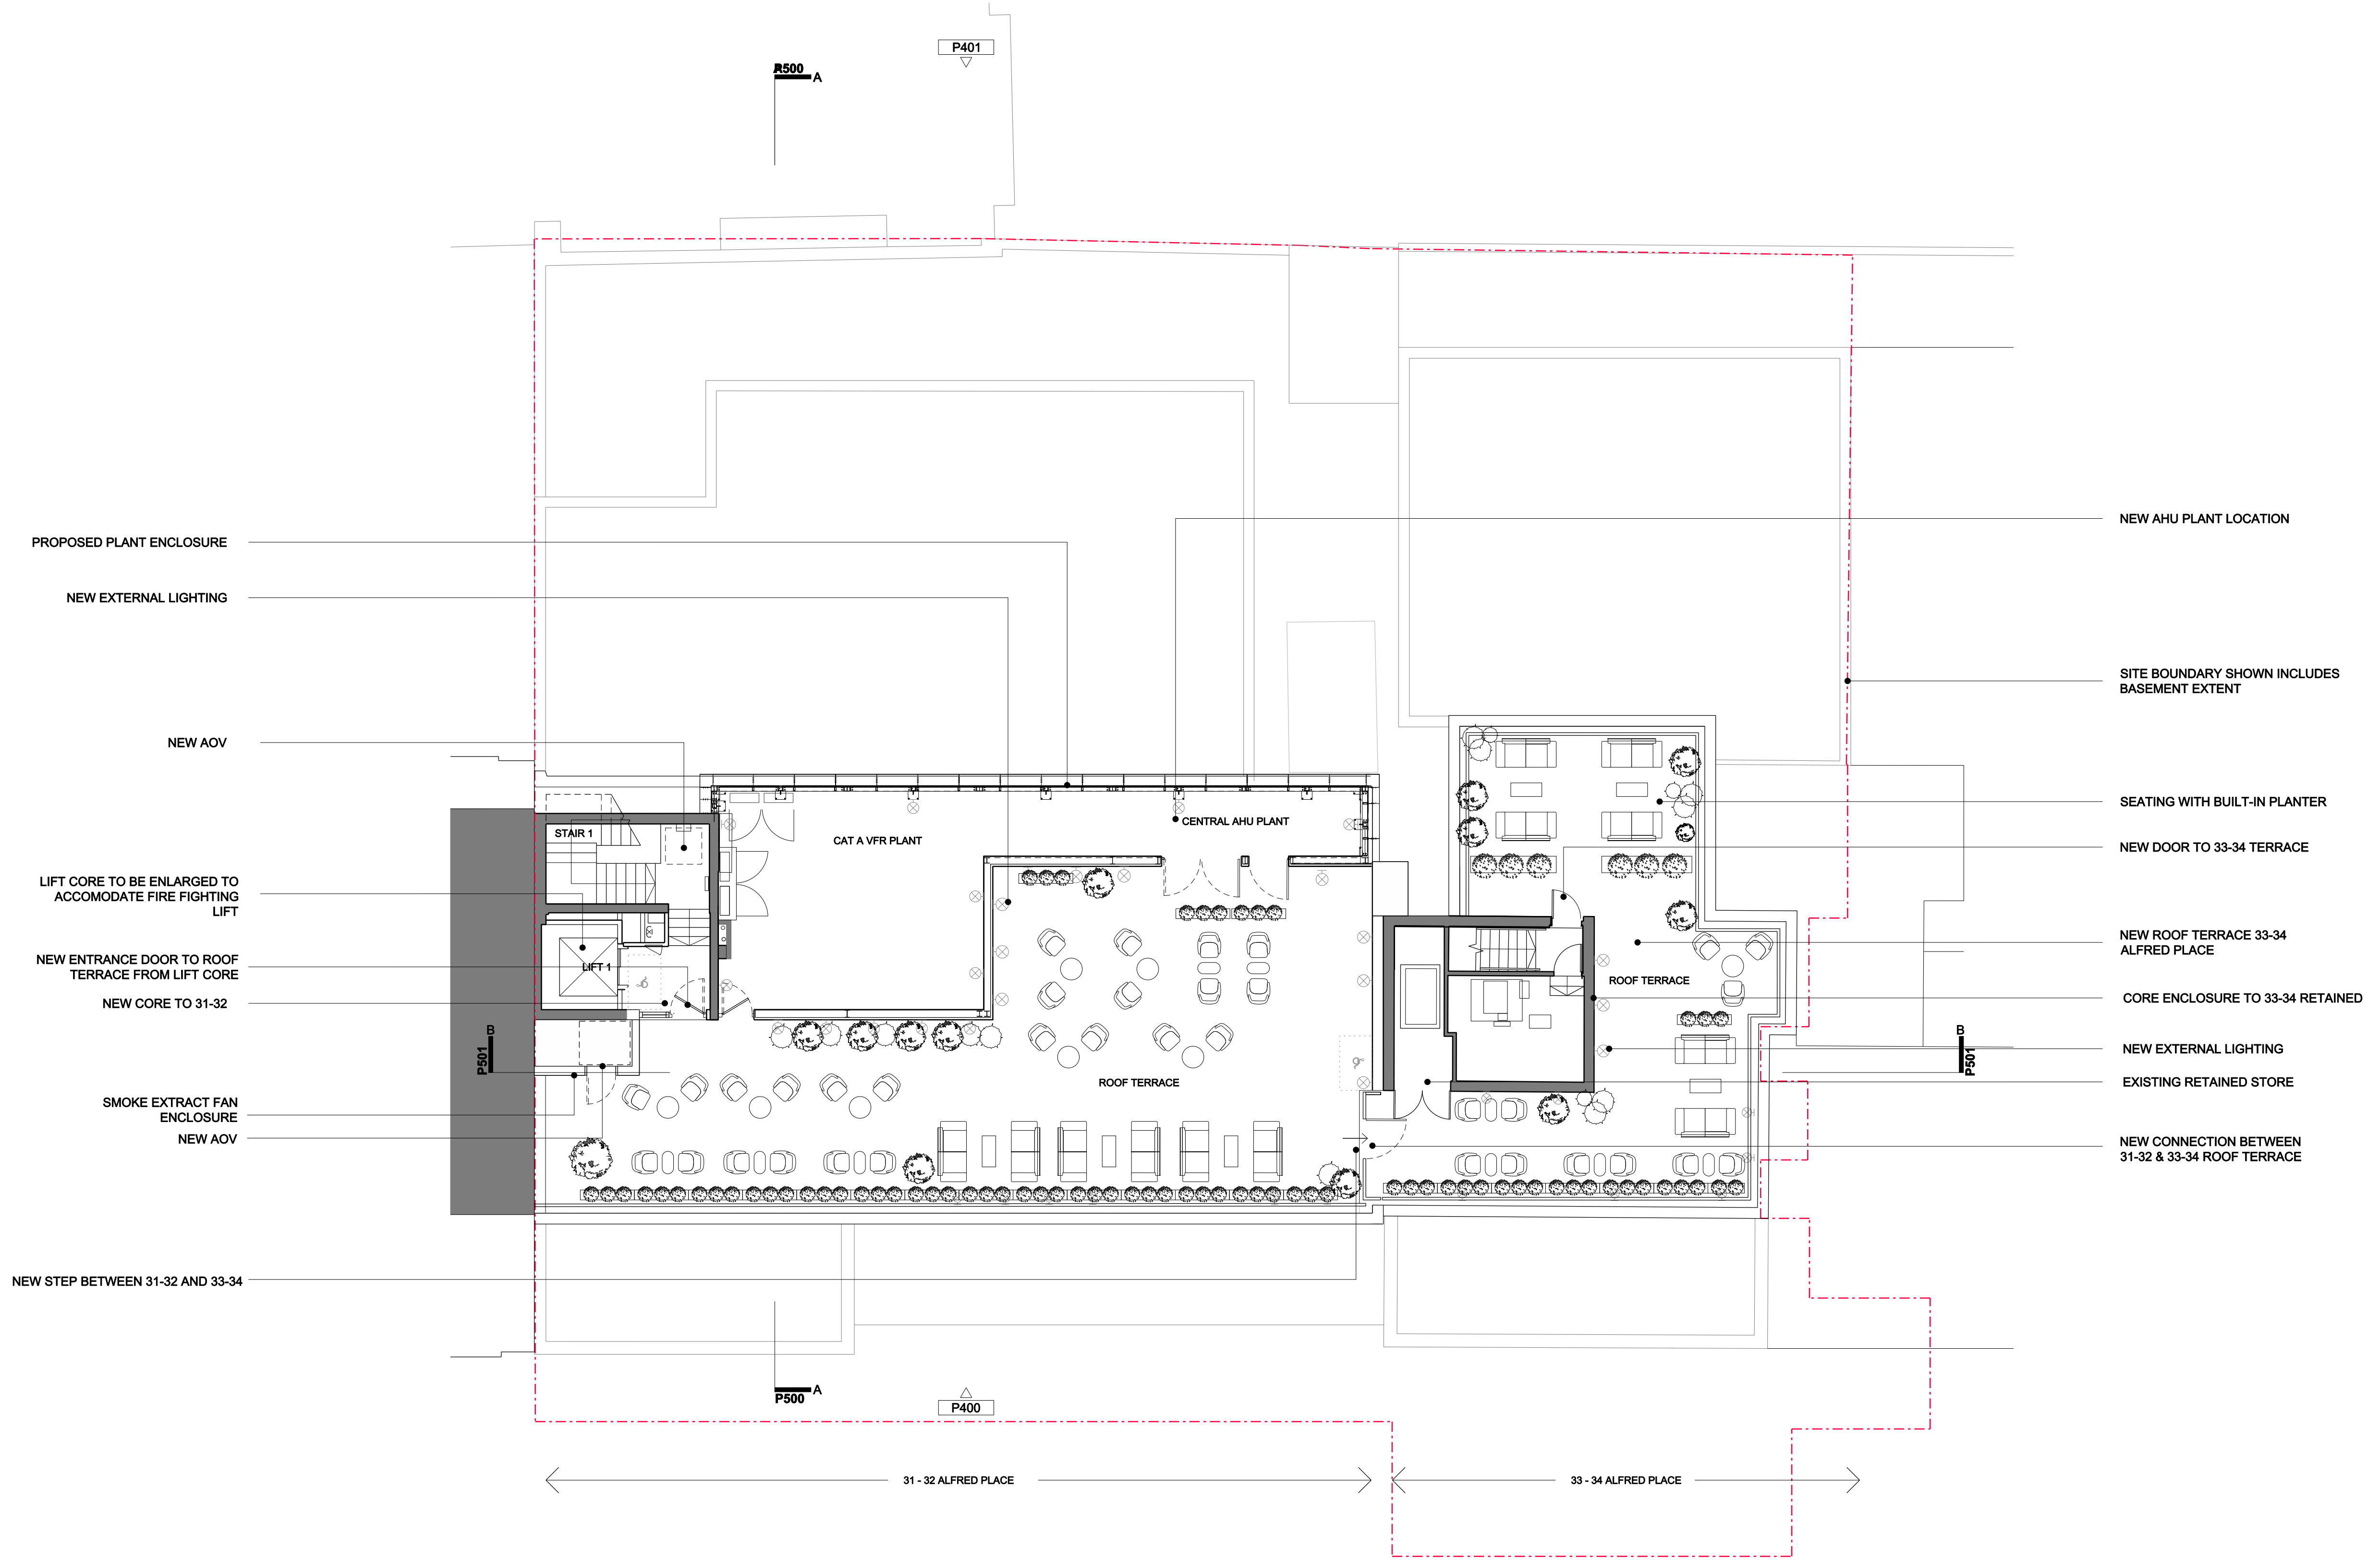 P401
P500
A
PROPOSED PLANT ENCLOSURE
NEW EXTERNAL LIGHTING
NEW AOV
LIFT CORE TO BE ENLARGED TO
ACCOMODATE FIRE FIGHTING
LIFT
NEW ENTRANCE DOOR TO ROOF
TERRACE FROM LIFT CORE
NEW CORE TO 31-32
SMOKE EXTRACT FAN
ENCLOSURE
NEW AOV
NEW STEP BETWEEN 31-32 AND 33-34
STAIR 1
LIFT 1
CAT A VFR PLANT
CENTRAL AHU PLANT
ROOF TERRACE
ROOF TERRACE
B
P501
B
P501
NEW AHU PLANT LOCATION
SITE BOUNDARY SHOWN INCLUDES
BASEMENT EXTENT
SEATING WITH BUILT-IN PLANTER
NEW DOOR TO 33-34 TERRACE
NEW ROOF TERRACE 33-34
ALFRED PLACE
CORE ENCLOSURE TO 33-34 RETAINED
NEW EXTERNAL LIGHTING
EXISTING RETAINED STORE
NEW CONNECTION BETWEEN
31-32 & 33-34 ROOF TERRACE
A
P500
P400
31 - 32 ALFRED PLACE
33 - 34 ALFRED PLACE